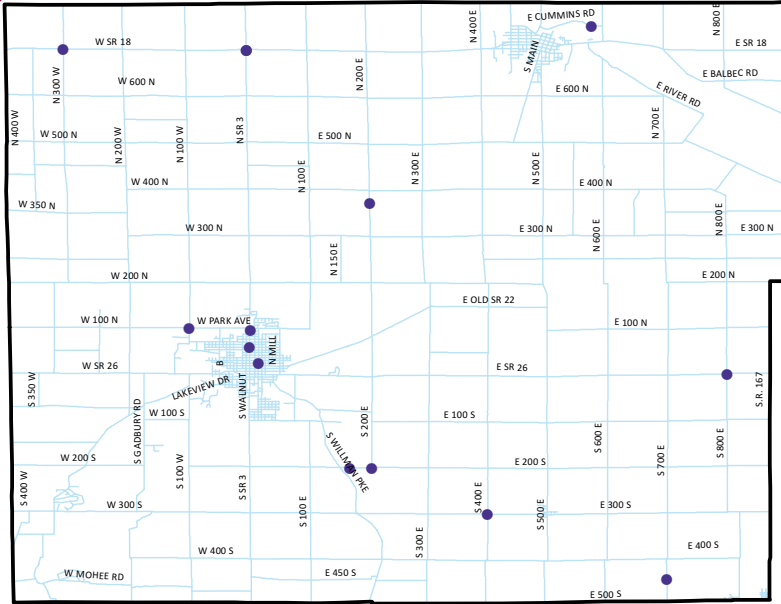 E CUMMINS RD
N 400 E
N 800 E
W SR 18
S MAIN
E SR 18
N 300 W
W 600 N
N 200 E
E 600 N
E BALBEC RD
E RIVER RD
N 400 W
W 500 N
N 200 W
N 100 W
N SR 3
E 500 N
N 700 E
N 100 E
N 300 E
N 500 E
W 400 N
E 400 N
W 350 N
W 300 N
N 150 E
E 300 N
N 600 E
N 800 E
E 300 N
W 200 N
E 200 N
E OLD SR 22
W 100 N
W PARK AVE
E 100 N
N MILL
B
W SR 26
E SR 26
S 350 W
LAKEVIEW DR
S WALNUT
S.R. 167
S GADBURY RD
W 100 S
S 200 E
E 100 S
S 600 E
S 800 E
W 200 S
S 100 W
S WILLMAN PKE
E 200 S
S 700 E
S 400 W
S SR 3
W 300 S
S 100 E
S 400 E
S 500 E
E 300 S
S 300 E
W 400 S
E 400 S
W MOHEE RD
E 450 S
E 500 S